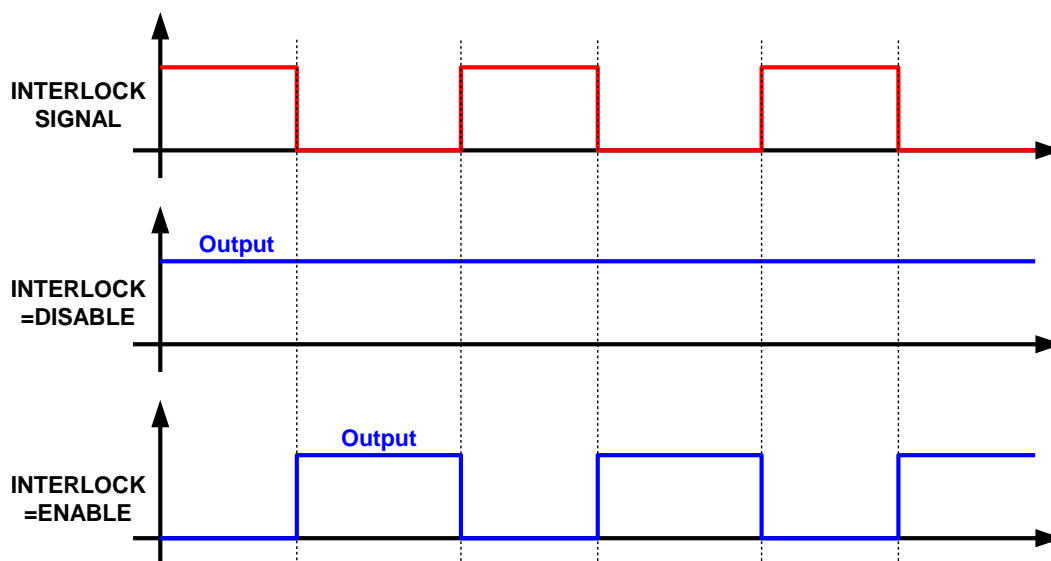 INTERLOCK
SIGNAL
Output
INTERLOCK
=DISABLE
Output
INTERLOCK
=ENABLE